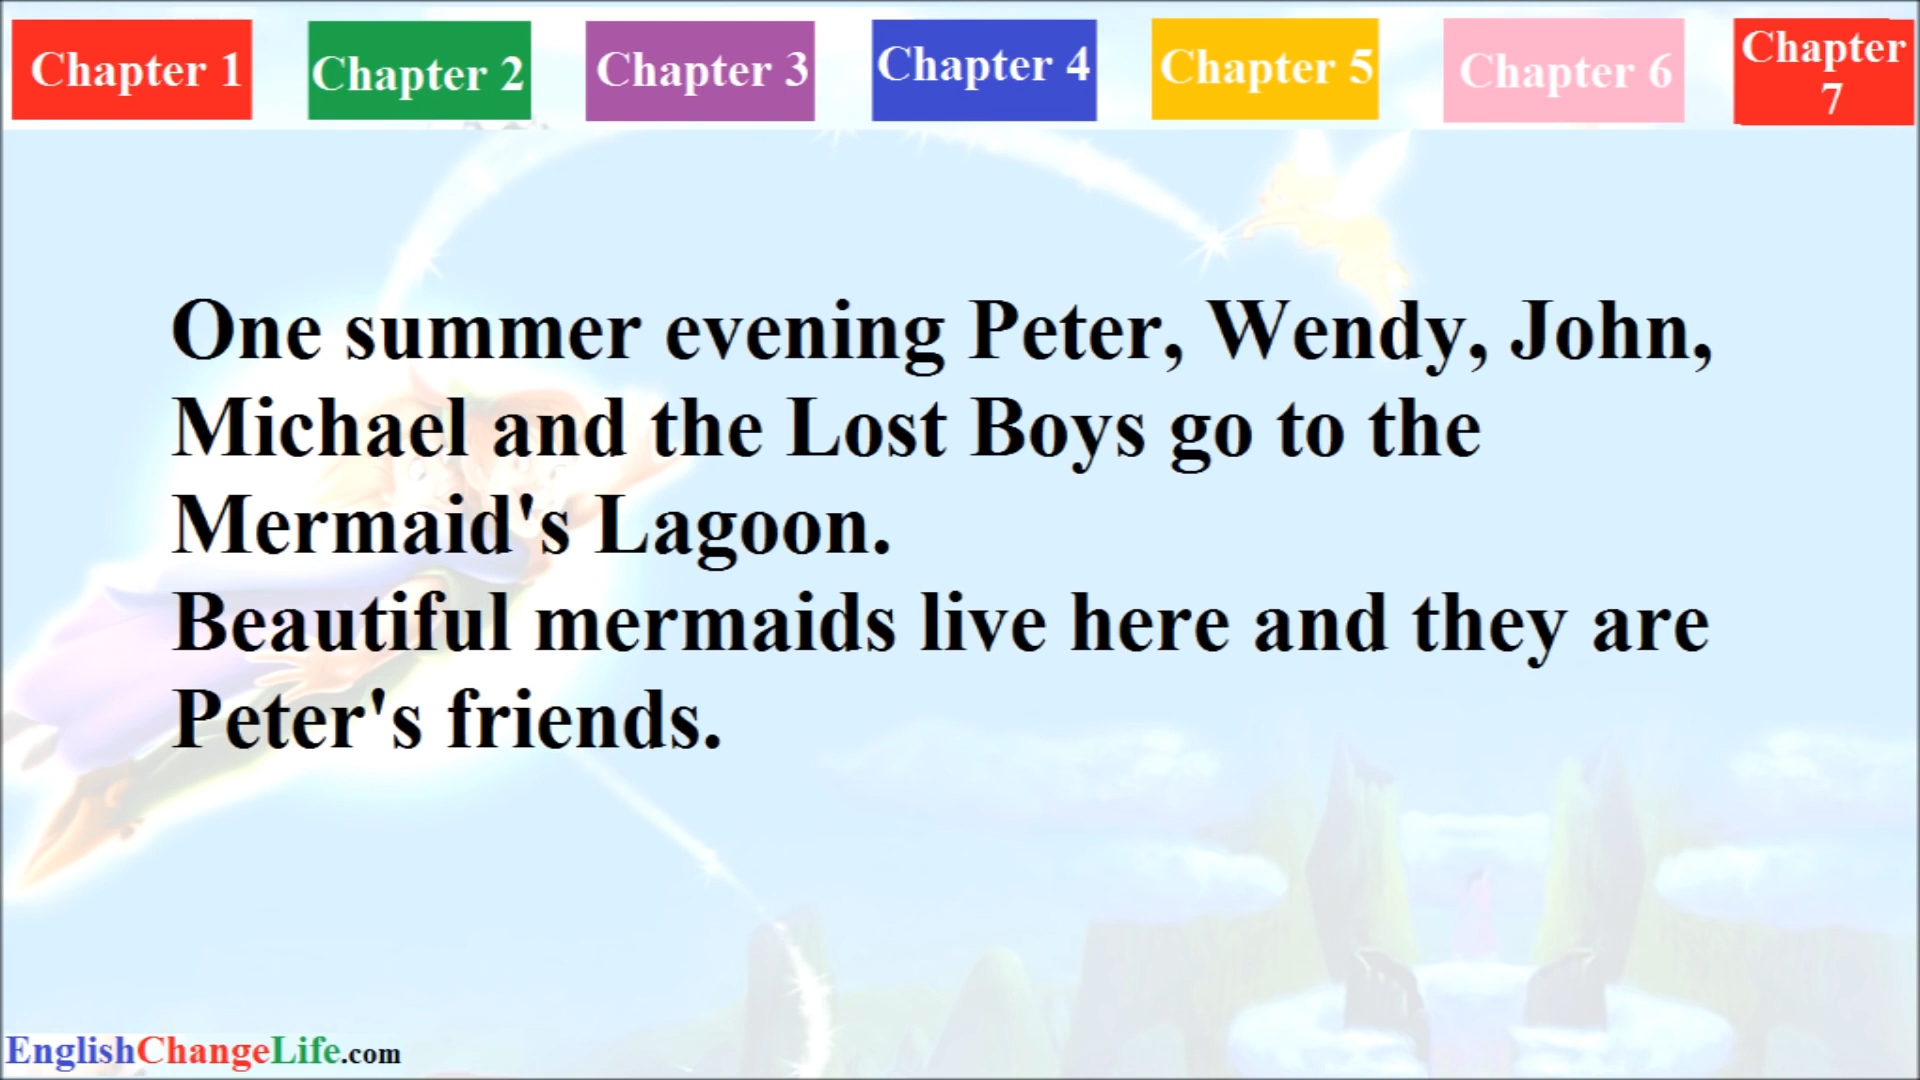 Chapter 1
Chapter 2
Chapter 3
Chapter 4
Chapter 5
Chapter 6
Chapter
7
One summer evening Peter, Wendy, John,
Michael and the Lost Boys go to the
Mermaid's Lagoon.
Beautiful mermaids live here and they are
Peter's friends.
EnglishChangeLife.com